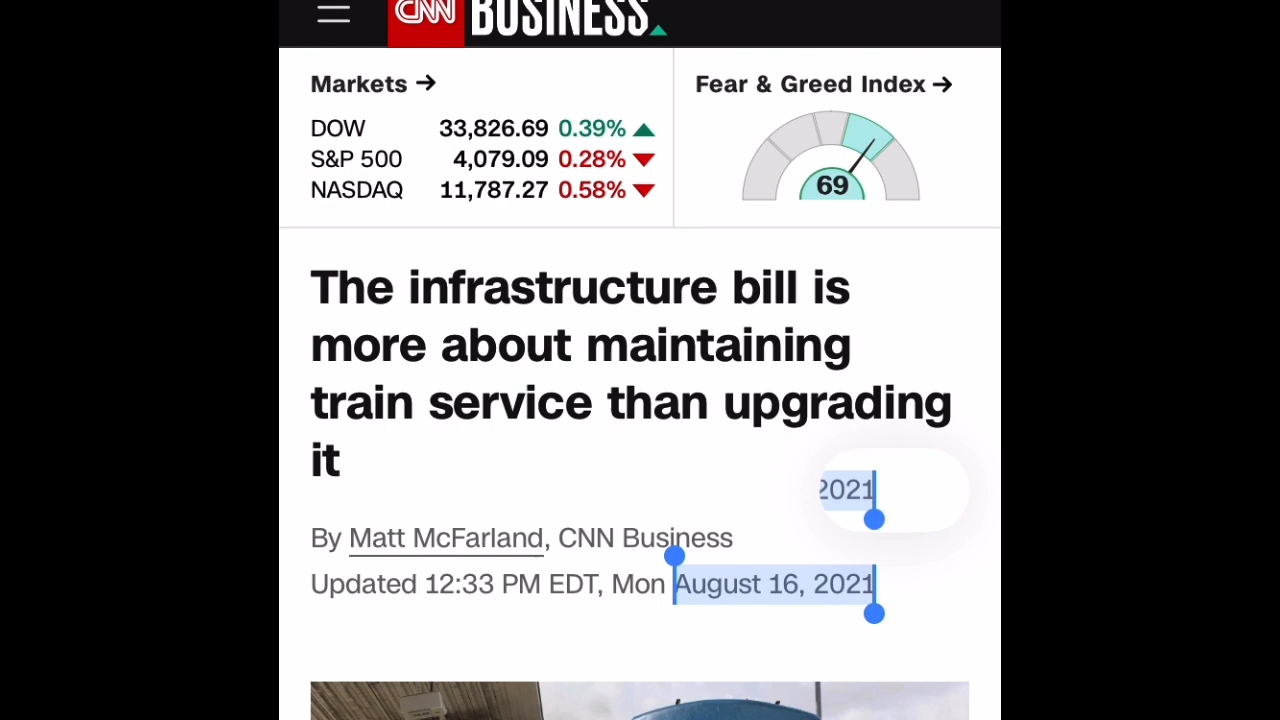 CNN BUSINESS
Markets → Fear & Greed Index →
DOW 33,826.69 0.39%
S&P 500 4,079.09 0.28%
NASDAQ 11,787.27 0.58%
69
The infrastructure bill is
more about maintaining
train service than upgrading
it
2021
By Matt McFarland, CNN Business
Updated 12:33 PM EDT, Mon August 16, 2021